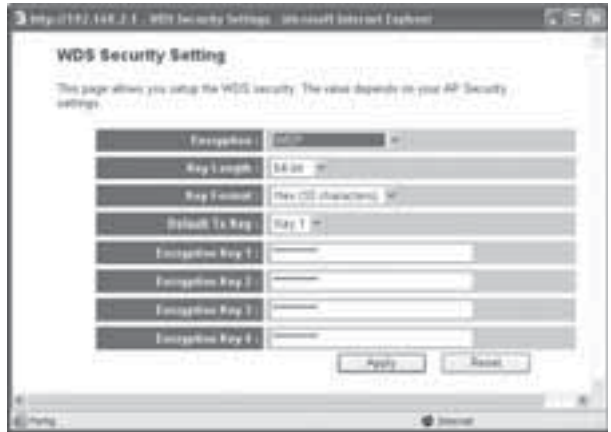 http://192.168.2.1 - WDS Security Settings - Microsoft Internet Explorer
WDS Security Setting
This page allows you setup the WDS security. The value depends on your AP Security
settings.
Encryption : WEP
Key Length : 64-bit
Key Format : Hex (10 characters)
Default Tx Key : Key 1
Encryption Key 1 : **********
Encryption Key 2 : **********
Encryption Key 3 : **********
Encryption Key 4 : **********
Apply Reset
Internet